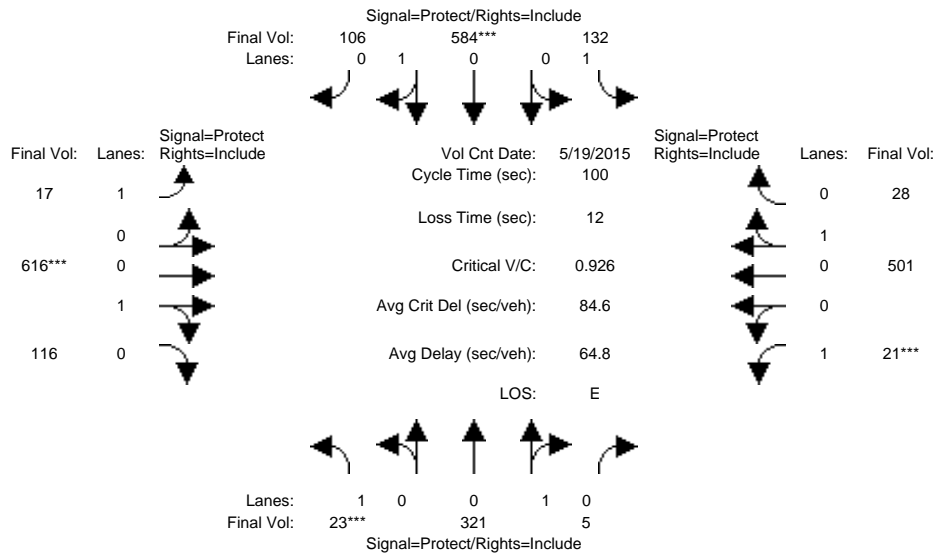 Signal=Protect/Rights=Include
Final Vol: 106 584*** 132
Lanes: 0 1 0 0 1
Signal=Protect
Final Vol: Lanes: Rights=Include
Vol Cnt Date: 5/19/2015
Signal=Protect
Rights=Include Lanes: Final Vol:
Cycle Time (sec): 100
17 1
0 28
Loss Time (sec): 12
0
1
616*** 0
Critical V/C: 0.926
0 501
1
Avg Crit Del (sec/veh): 84.6
0
116 0
Avg Delay (sec/veh): 64.8
1 21***
LOS: E
Lanes: 1 0 0 1 0
Final Vol: 23*** 321 5
Signal=Protect/Rights=Include